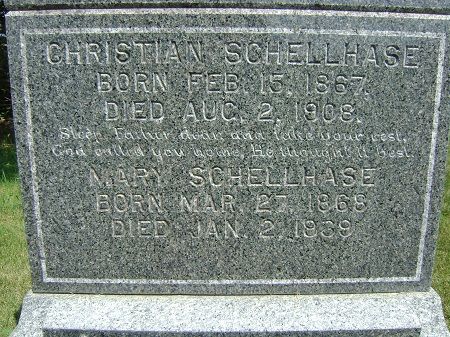 CHRISTIAN SCHELLHASE
BORN FEB. 15, 1867.
DIED AUG. 2, 1908.
Sleep Father dear and take your rest,
God called you home, He thought it best.
MARY SCHELLHASE
BORN MAR. 27, 1868
DIED JAN. 2, 1939